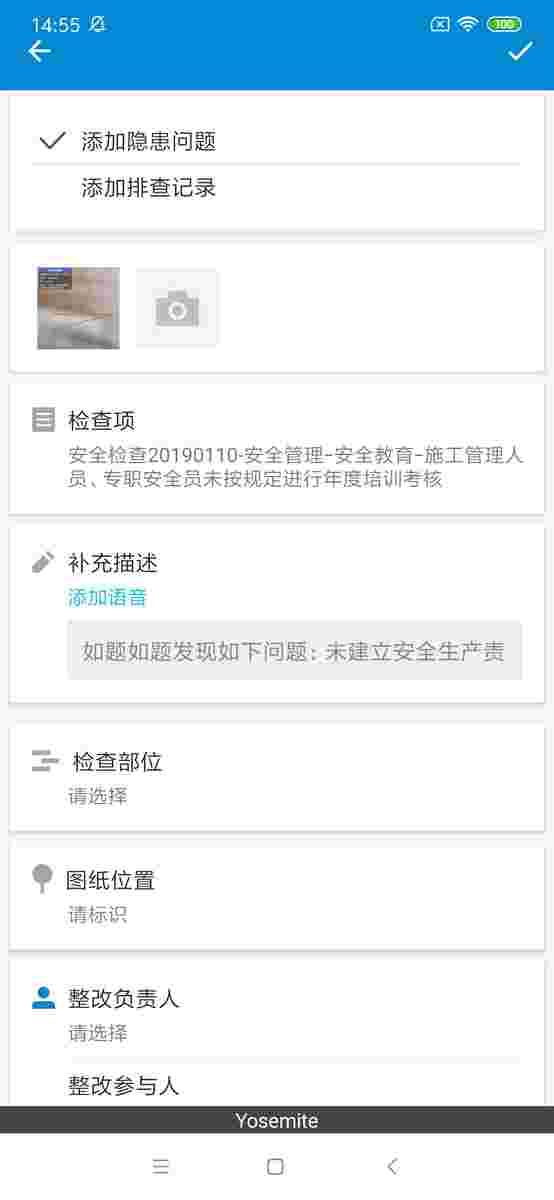 14:55
100
添加隐患问题
添加排查记录
检查项
安全检查20190110-安全管理-安全教育-施工管理人
员、专职安全员未按规定进行年度培训考核
补充描述
添加语音
如题如题发现如下问题: 未建立安全生产责
检查部位
请选择
图纸位置
请标识
整改负责人
请选择
整改参与人
Yosemite